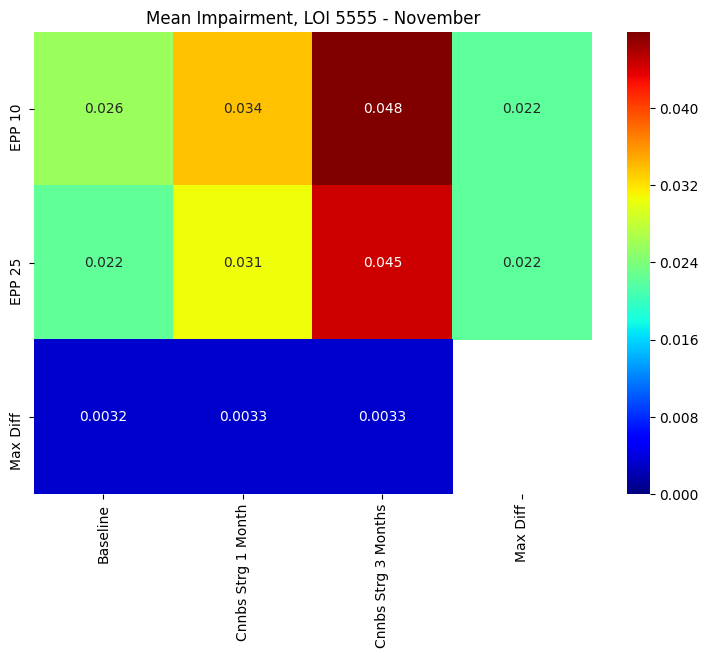 Mean Impairment, LOI 5555 - November
EPP 10
0.026
0.034
0.048
0.022
EPP 25
0.022
0.031
0.045
0.022
Max Diff
0.0032
0.0033
0.0033
Baseline
Cnnbs Strg 1 Month
Cnnbs Strg 3 Months
Max Diff
0.040
0.032
0.024
0.016
0.008
0.000